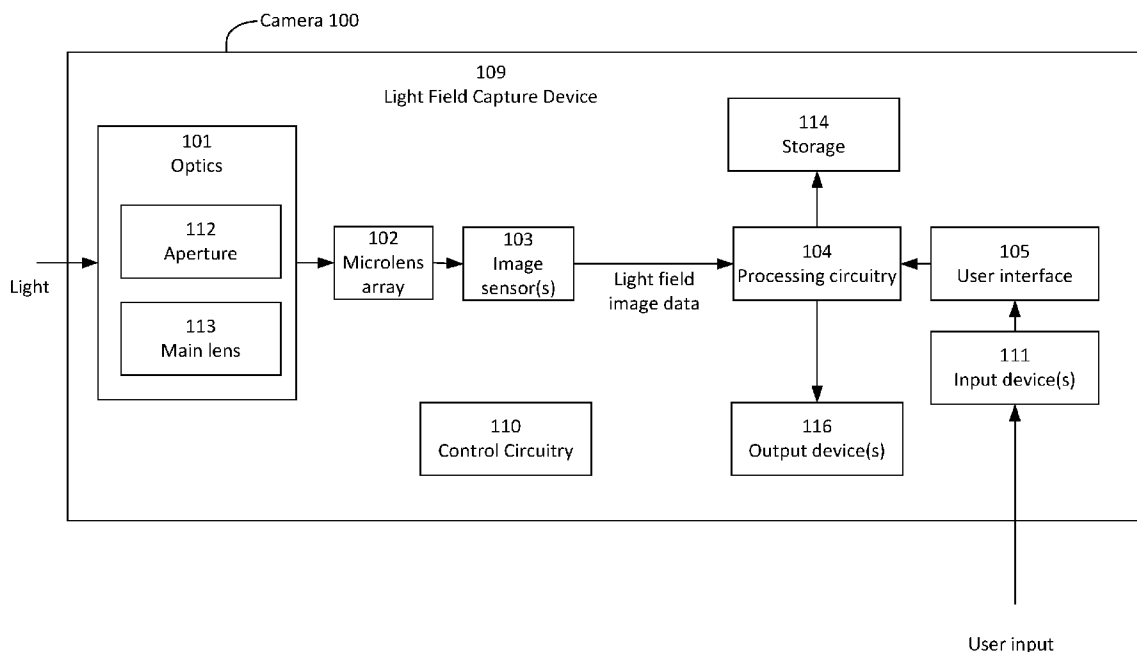 Camera 100
109
Light Field Capture Device
101
Optics
112
Aperture
113
Main lens
Light
102
Microlens
array
103
Image
sensor(s)
Light field
image data
114
Storage
104
Processing circuitry
105
User interface
111
Input device(s)
110
Control Circuitry
116
Output device(s)
User input